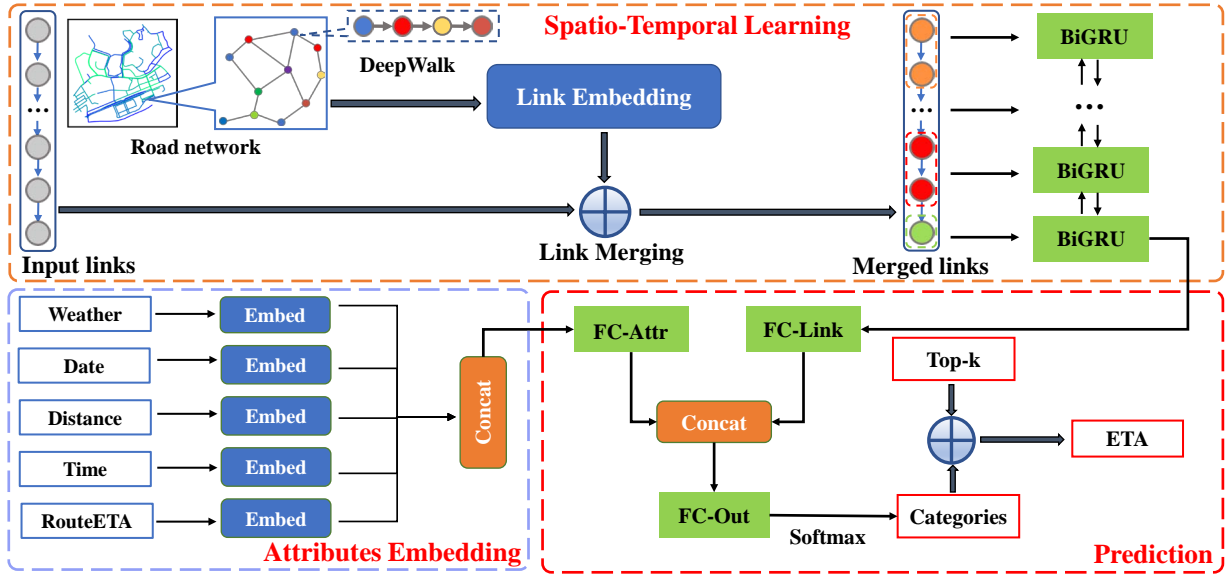 Spatio-Temporal Learning
DeepWalk
Link Embedding
Road network
...
Link Merging
Input links
...
Merged links
BiGRU
...
BiGRU
BiGRU
Weather
Embed
Date
Embed
Distance
Embed
Time
Embed
RouteETA
Embed
Concat
Attributes Embedding
FC-Attr
FC-Link
Top-k
Concat
ETA
FC-Out
Softmax
Categories
Prediction